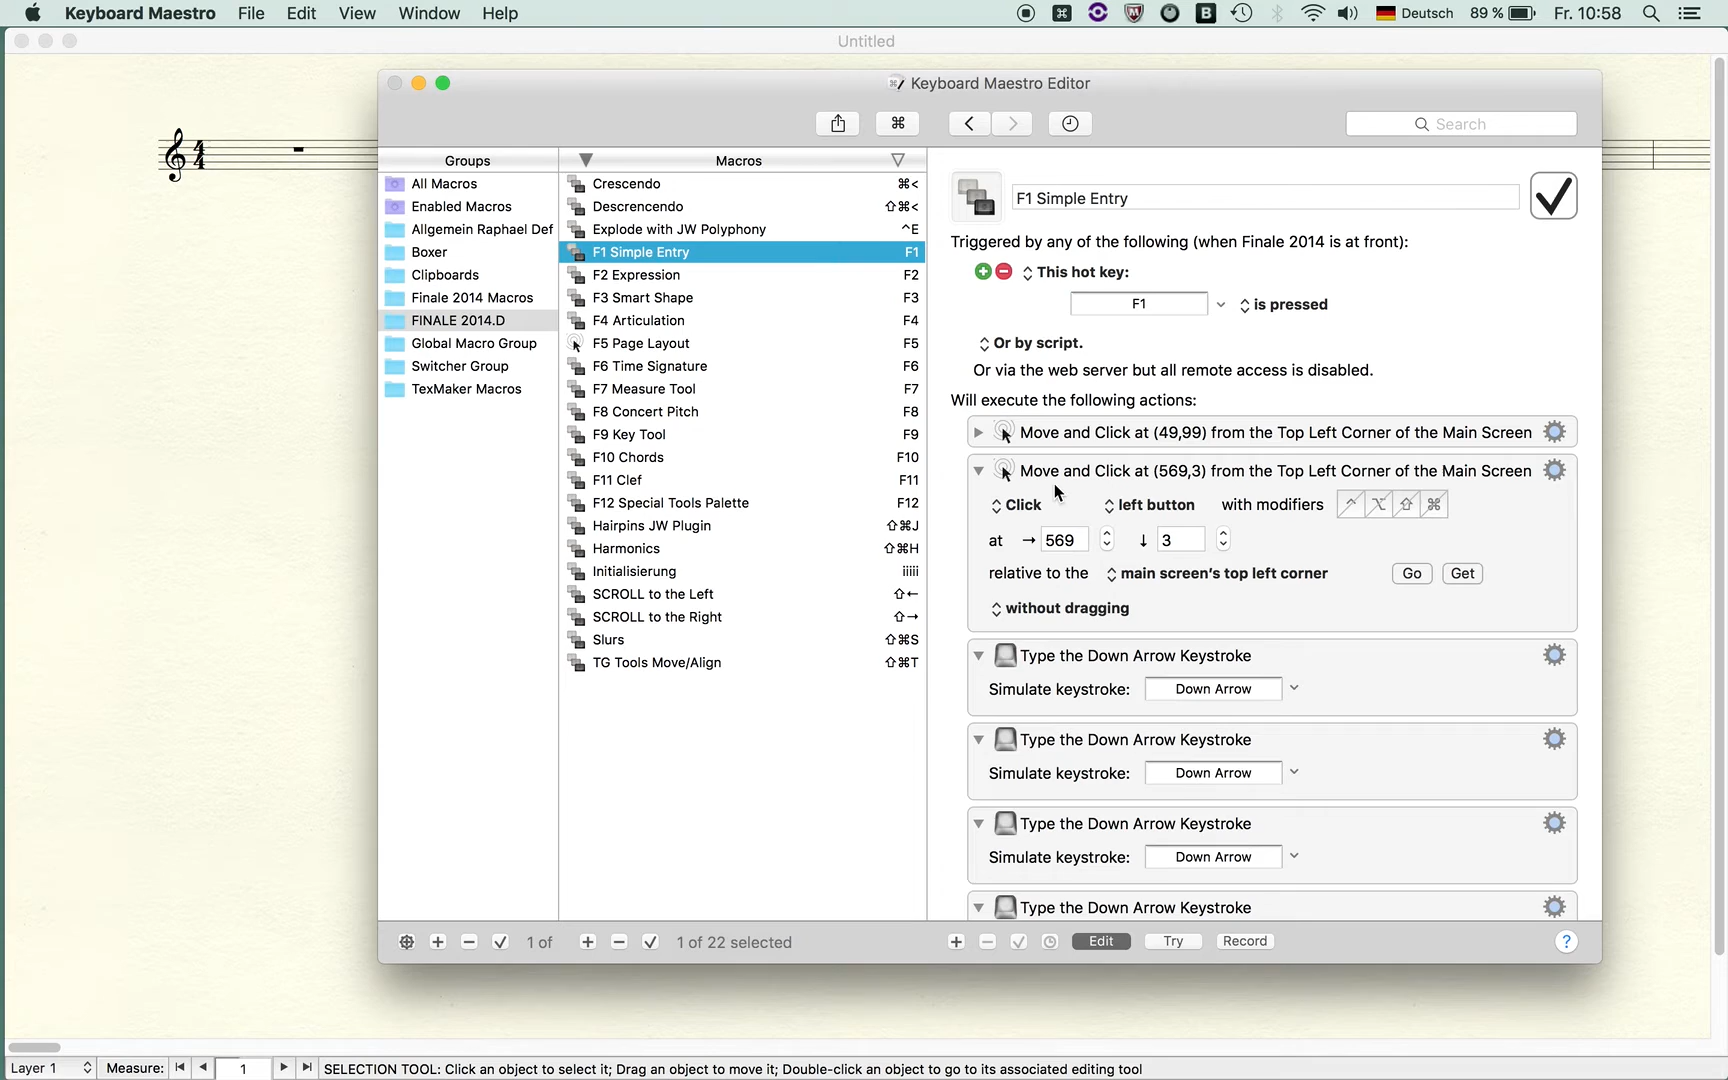 Keyboard Maestro File Edit View Window Help B Deutsch 89 % Fr. 10:58
Untitled
Keyboard Maestro Editor
Search
Groups
All Macros
Enabled Macros
Allgemein Raphael Def
Boxer
Clipboards
Finale 2014 Macros
FINALE 2014.D
Global Macro Group
Switcher Group
TexMaker Macros
Macros
Crescendo ⌘<
Descrencendo ⇧⌘<
Explode with JW Polyphony ^E
F1 Simple Entry F1
F2 Expression F2
F3 Smart Shape F3
F4 Articulation F4
F5 Page Layout F5
F6 Time Signature F6
F7 Measure Tool F7
F8 Concert Pitch F8
F9 Key Tool F9
F10 Chords F10
F11 Clef F11
F12 Special Tools Palette F12
Hairpins JW Plugin ⇧⌘J
Harmonics ⇧⌘H
Initialisierung iiiii
SCROLL to the Left ⇧←
SCROLL to the Right ⇧→
Slurs ⇧⌘S
TG Tools Move/Align ⇧⌘T
F1 Simple Entry
Triggered by any of the following (when Finale 2014 is at front):
This hot key:
F1 is pressed
Or by script.
Or via the web server but all remote access is disabled.
Will execute the following actions:
Move and Click at (49,99) from the Top Left Corner of the Main Screen
Move and Click at (569,3) from the Top Left Corner of the Main Screen
Click left button with modifiers ^ ⌥ ⇧ ⌘
at → 569 ↓ 3
relative to the main screen's top left corner Go Get
without dragging
Type the Down Arrow Keystroke
Simulate keystroke: Down Arrow
Type the Down Arrow Keystroke
Simulate keystroke: Down Arrow
Type the Down Arrow Keystroke
Simulate keystroke: Down Arrow
Type the Down Arrow Keystroke
1 of 1 of 22 selected Edit Try Record ?
Layer 1 Measure: 1 SELECTION TOOL: Click an object to select it; Drag an object to move it; Double-click an object to go to its associated editing tool